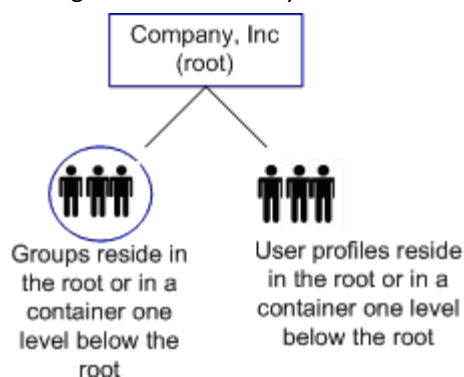 Company, Inc
(root)
Groups reside in
the root or in a
container one
level below the
root
User profiles reside
in the root or in a
container one level
below the root